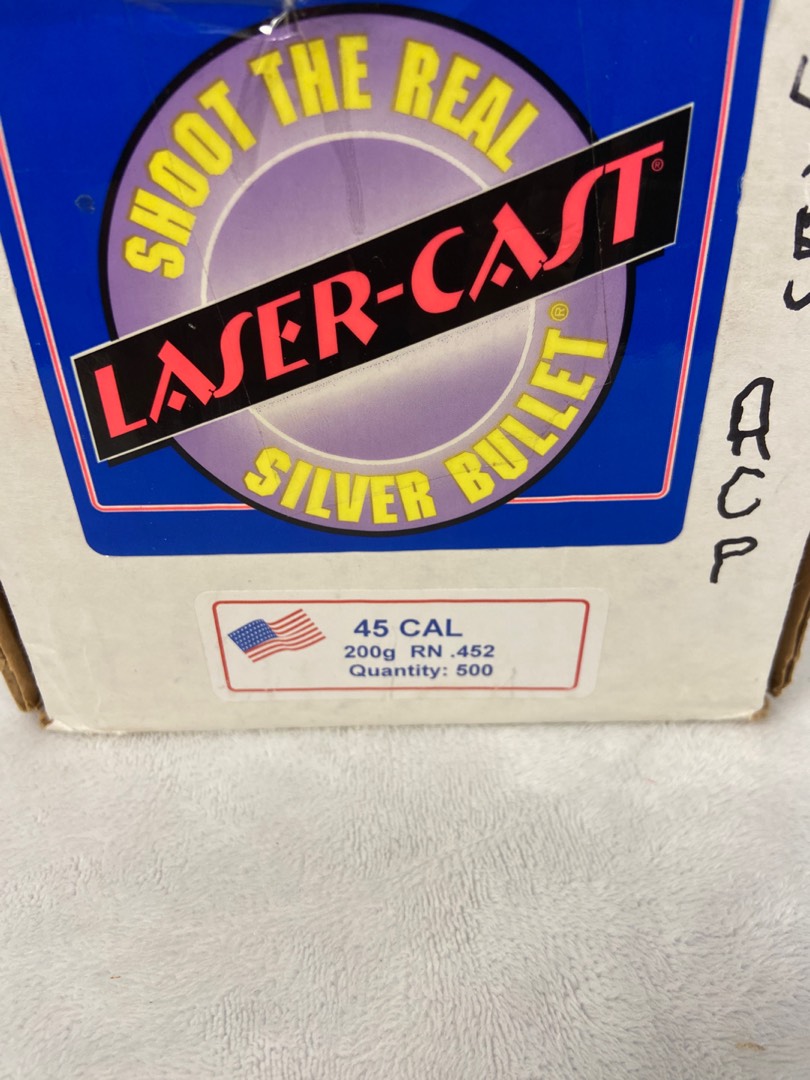 SHOOT THE REAL
LASER-CAST®
SILVER BULLET®
45 CAL
200g RN .452
Quantity: 500
ACP